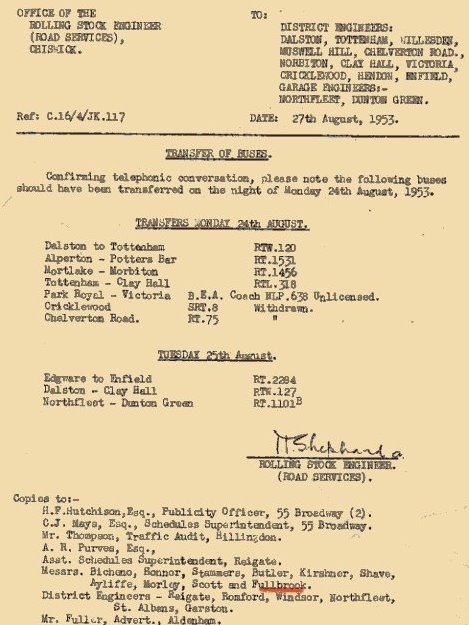 OFFICE OF THE
ROLLING STOCK ENGINEER
(ROAD SERVICES),
CHISWICK.
TO:
DISTRICT ENGINEERS:
DALSTON, TOTTENHAM, WILLESDEN,
MUSWELL HILL, CHELVERTON ROAD.,
NORBITON, CLAY HALL, VICTORIA,
CRICKLEWOOD, HENDON, ENFIELD,
GARAGE ENGINEERS:-
NORTHFLEET, DUNTON GREEN.
Ref: C.16/4/JK.117
DATE: 27th August, 1953.
TRANSFER OF BUSES.
Confirming telephonic conversation, please note the following buses
should have been transferred on the night of Monday 24th August, 1953.
TRANSFERS MONDAY 24th AUGUST.
Dalston to Tottenham RTW.120
Alperton - Potters Bar RT.1531
Mortlake - Norbiton RT.1456
Tottenham - Clay Hall RTL.318
Park Royal - Victoria B.E.A. Coach NLP.638 Unlicensed.
Cricklewood SRT.8 Withdrawn.
Chelverton Road. RT.75 "
TUESDAY 25th August.
Edgware to Enfield RT.2284
Dalston - Clay Hall RTW.127
Northfleet - Dunton Green RT.1101B
Shephard
ROLLING STOCK ENGINEER.
(ROAD SERVICES).
Copies to:-
H.F.Hutchison,Esq., Publicity Officer, 55 Broadway (2).
C.J. Mays, Esq., Schedules Superintendent, 55 Broadway.
Mr. Thompson, Traffic Audit, Hillingdon.
A. R. Purves, Esq.,
Asst. Schedules Superintendent, Reigate.
Messrs. Bicheno, Bonnor, Stammers, Butler, Kirshner, Shave,
Ayliffe, Morley, Scott and Fullbrook.
District Engineers - Reigate, Romford, Windsor, Northfleet,
St. Albans, Garston.
Mr. Fuller, Advert., Aldenham.